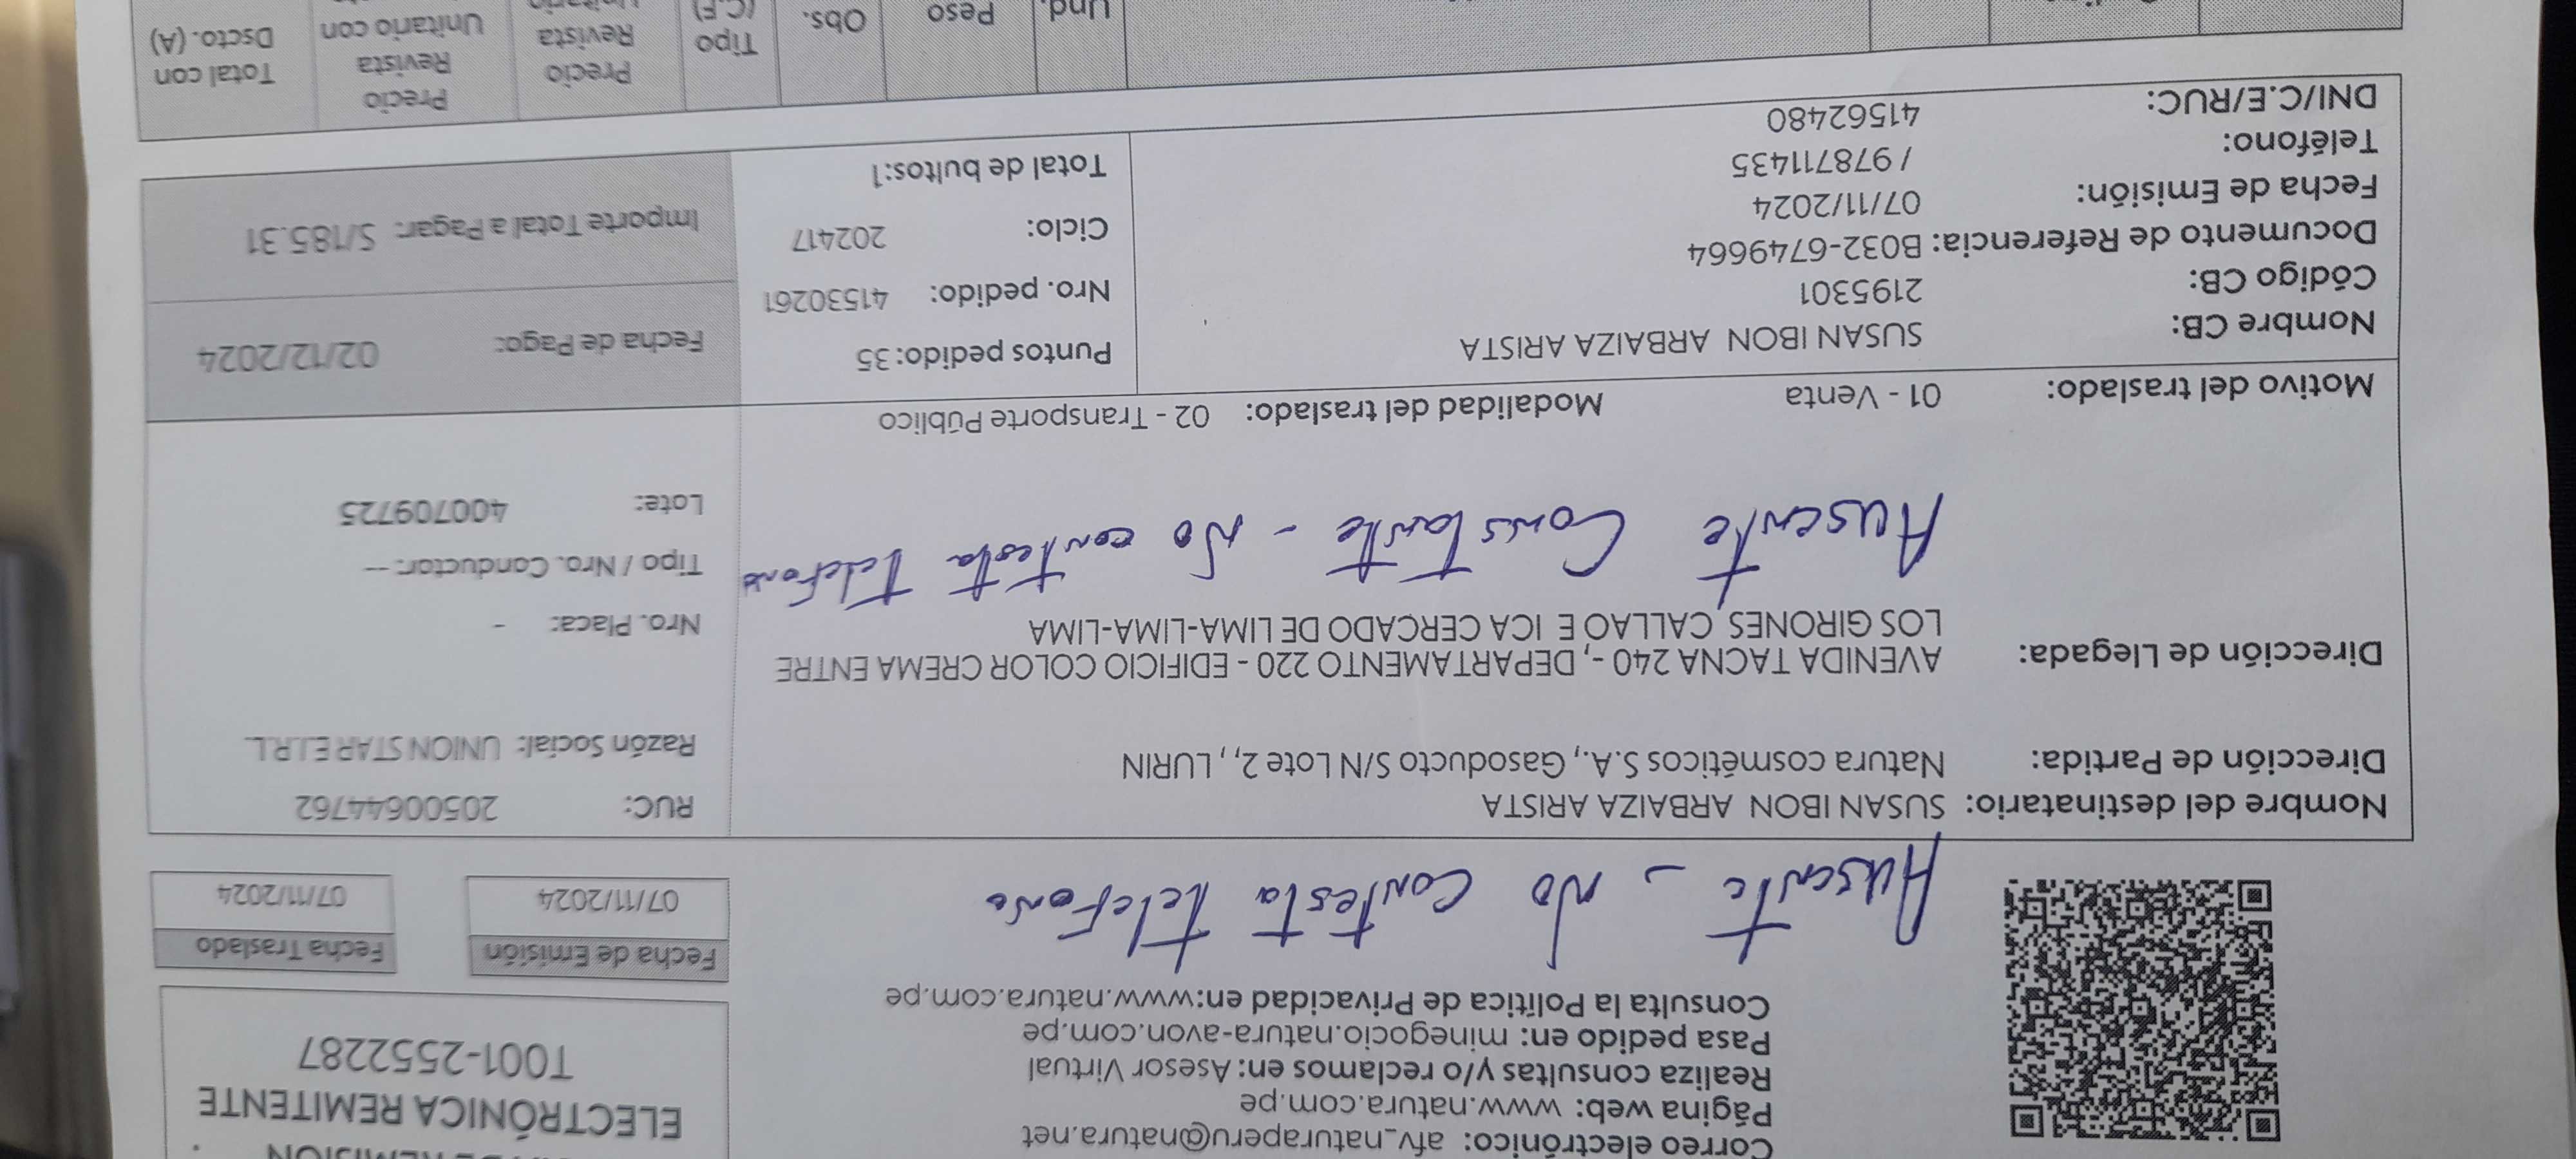 ELECTRÓNICA REMITENTE
T001-2552287
Correo electrónico: afv_naturaperu@natura.net
Página web: www.natura.com.pe
Realiza consultas y/o reclamos en: Asesor Virtual
Pasa pedido en: minegocio.natura-avon.com.pe
Consulta la Política de Privacidad en:www.natura.com.pe
Fecha de Emisión
07/11/2024
Fecha Traslado
07/11/2024
Ausente - No Contesta telefono
Nombre del destinatario: SUSAN IBON ARBAIZA ARISTA
Dirección de Partida: Natura cosméticos S.A., Gasoducto S/N Lote 2, , LURIN
Dirección de Llegada: AVENIDA TACNA 240 -, DEPARTAMENTO 220 - EDIFICIO COLOR CREMA ENTRE
LOS GIRONES CALLAO E ICA CERCADO DE LIMA-LIMA-LIMA
Ausente Constante - No contesta telefono
RUC: 20500644762
Razón Social: UNION STAR E.I.R.L.
Nro. Placa: -
Tipo / Nro. Conductor: --
Lote: 400709725
Motivo del traslado: 01 - Venta Modalidad del traslado: 02 - Transporte Público
Nombre CB: SUSAN IBON ARBAIZA ARISTA
Código CB: 2195301
Documento de Referencia: B032-6749664
Fecha de Emisión: 07/11/2024
Teléfono: / 978711435
DNI/C.E/RUC: 41562480
Puntos pedido: 35
Nro. pedido: 41530261
Ciclo: 202417
Total de bultos:1
Fecha de Pago: 02/12/2024
Importe Total a Pagar: S/185.31
Und.
Peso
Obs.
Tipo
(C.F)
Precio
Revista
Precio
Revista
Unitario con
Total con
Dscto. (A)